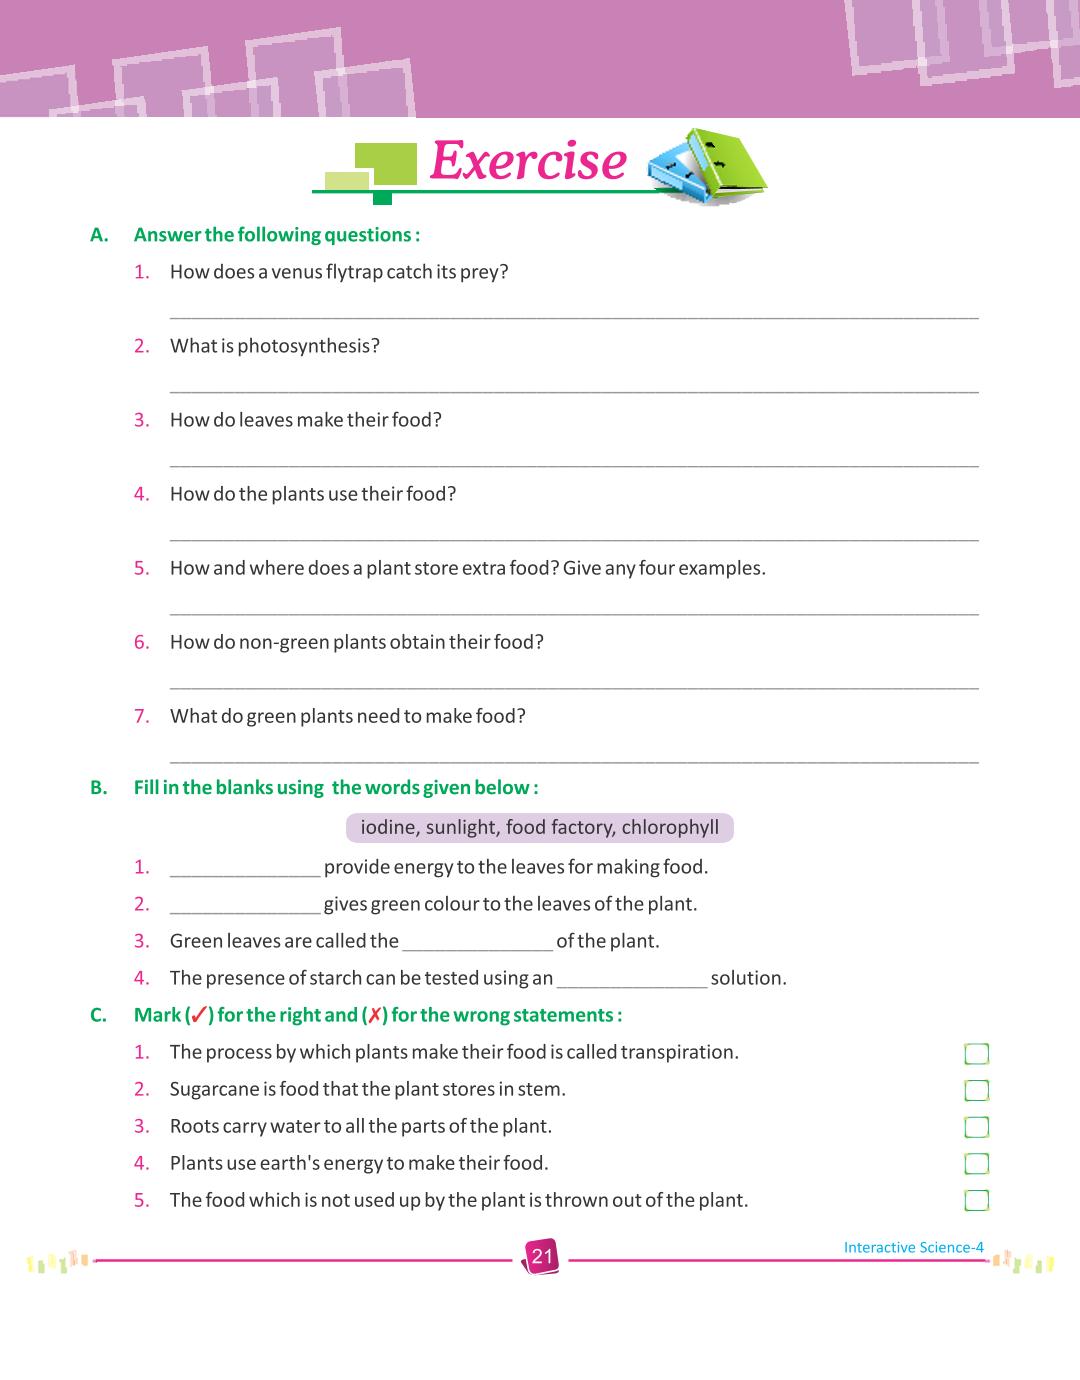 Exercise
A. Answer the following questions :
1. How does a venus flytrap catch its prey?
2. What is photosynthesis?
3. How do leaves make their food?
4. How do the plants use their food?
5. How and where does a plant store extra food? Give any four examples.
6. How do non-green plants obtain their food?
7. What do green plants need to make food?
B. Fill in the blanks using the words given below :
iodine, sunlight, food factory, chlorophyll
1. ______________ provide energy to the leaves for making food.
2. ______________ gives green colour to the leaves of the plant.
3. Green leaves are called the ______________ of the plant.
4. The presence of starch can be tested using an ______________ solution.
C. Mark (✓) for the right and (✗) for the wrong statements :
1. The process by which plants make their food is called transpiration.
2. Sugarcane is food that the plant stores in stem.
3. Roots carry water to all the parts of the plant.
4. Plants use earth's energy to make their food.
5. The food which is not used up by the plant is thrown out of the plant.
Interactive Science-4
21